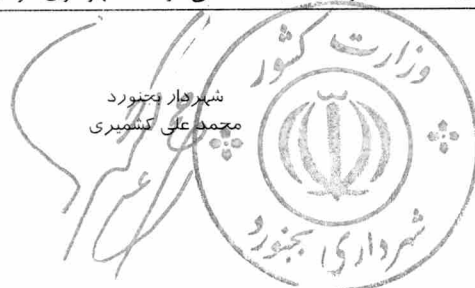 شهردار بجنورد
محمد علی کشمیری
وزارت کشور
شهرداری بجنورد